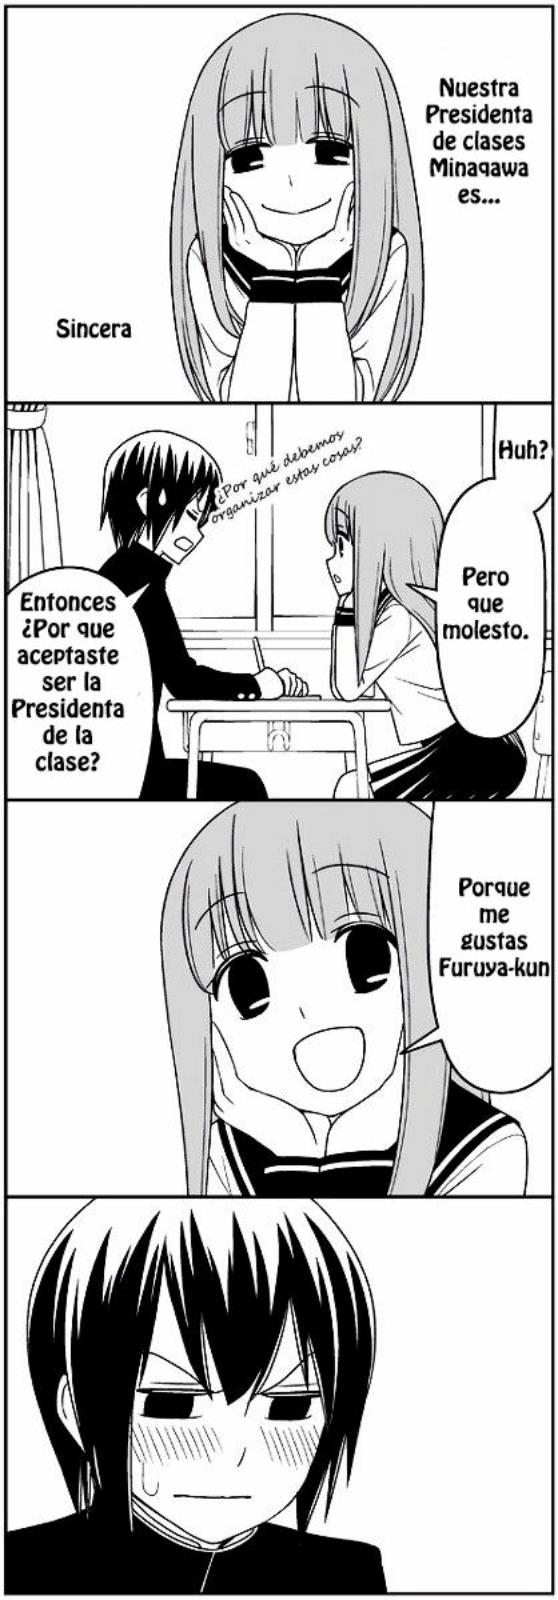 Nuestra
Presidenta
de clases
Minagawa
es...
Sincera
Huh?
¿Por qué debemos
organizar estas cosas?
Pero
que
molesto.
Entonces
¿Por que
aceptaste
ser la
Presidenta
de la
clase?
Porque
me
gustas
Furuya-kun